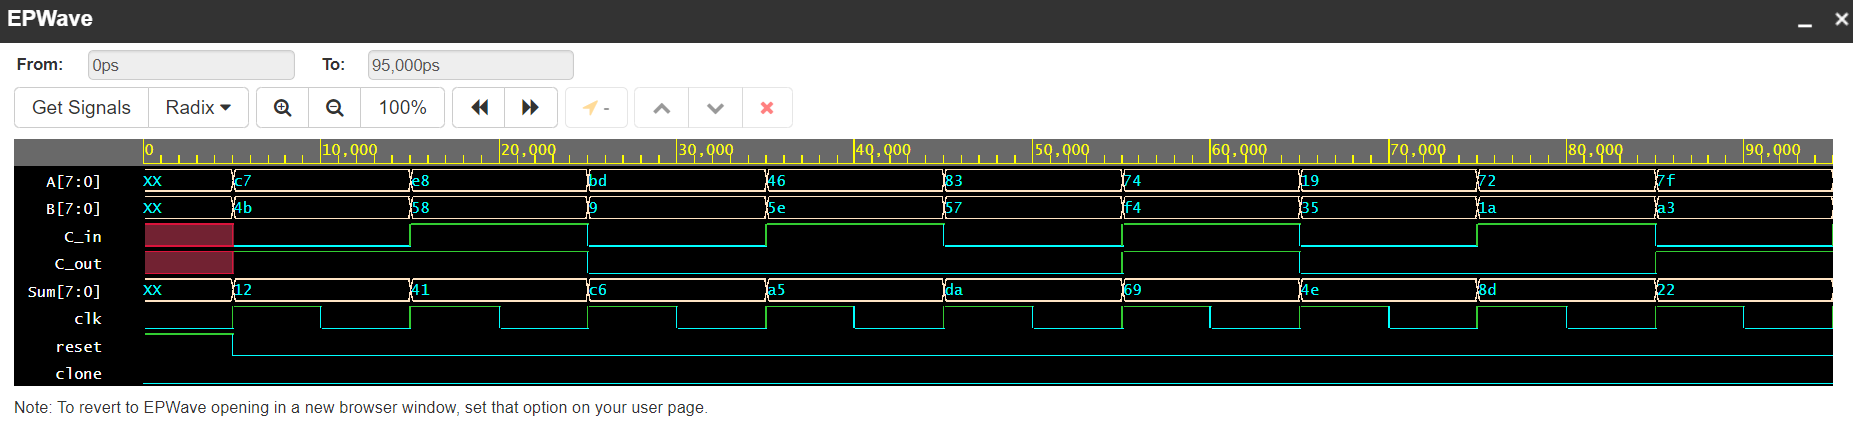 EPWave
From: 0ps To: 95,000ps
Get Signals Radix 100% -
0 10,000 20,000 30,000 40,000 50,000 60,000 70,000 80,000 90,000
A[7:0] XX c7 e8 bd 46 83 74 19 72 7f
B[7:0] XX 4b 58 9 5e 57 f4 35 1a a3
C_in
C_out
Sum[7:0] XX 12 41 c6 a5 da 69 4e 8d 22
clk
reset
clone
Note: To revert to EPWave opening in a new browser window, set that option on your user page.